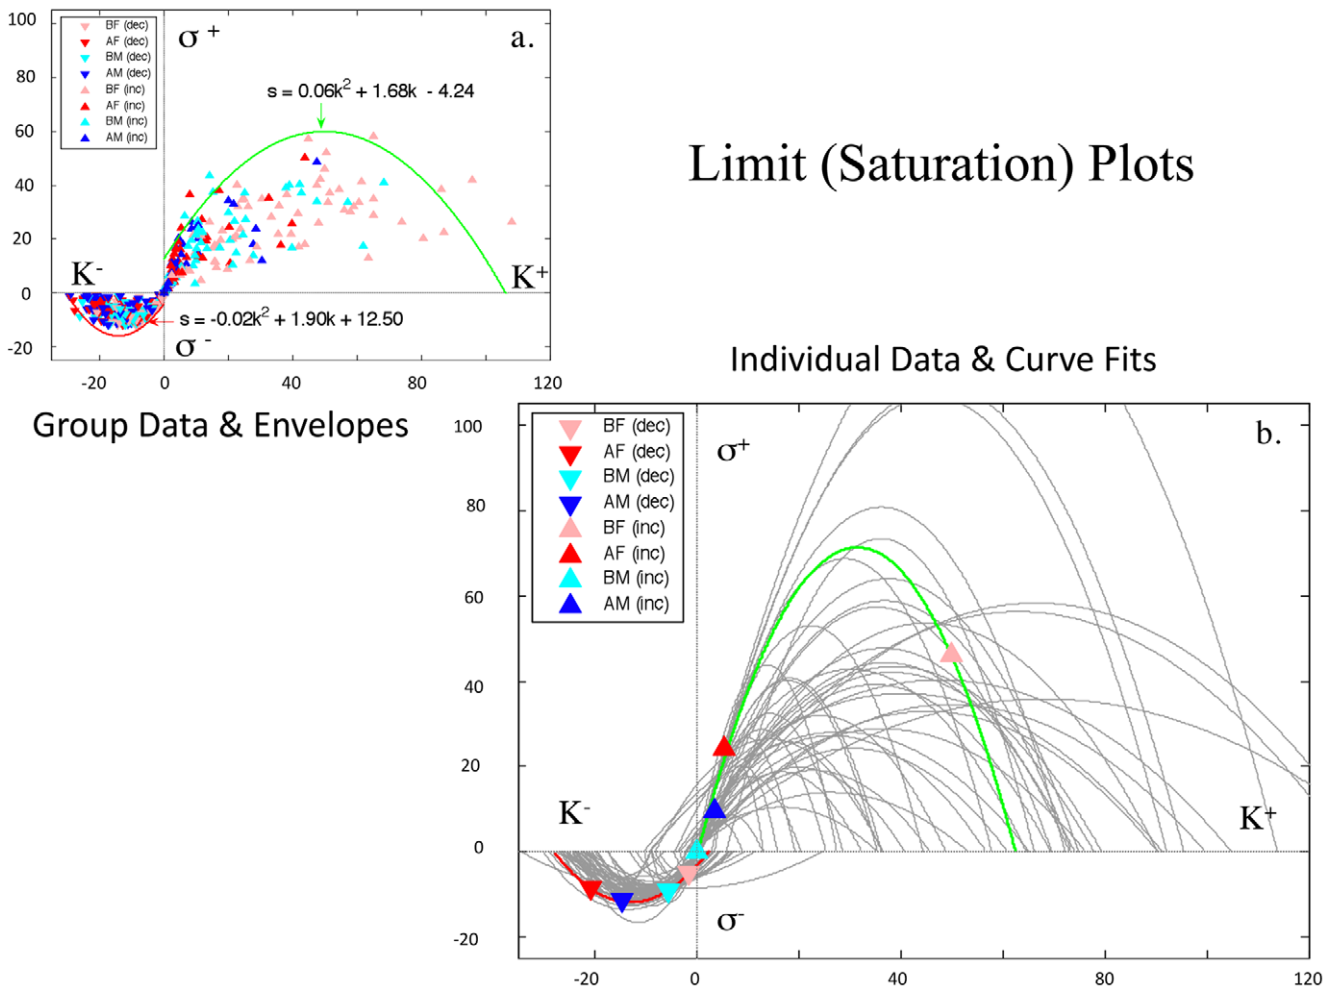 100
80
60
40
20
0
-20
BF (dec)
AF (dec)
BM (dec)
AM (dec)
BF (inc)
AF (inc)
BM (inc)
AM (inc)
σ +
a.
s = 0.06k² + 1.68k - 4.24
K-
K+
s = -0.02k² + 1.90k + 12.50
σ -
-20 0 40 80 120
Group Data & Envelopes
Limit (Saturation) Plots
Individual Data & Curve Fits
100
80
60
40
20
0
-20
BF (dec)
AF (dec)
BM (dec)
AM (dec)
BF (inc)
AF (inc)
BM (inc)
AM (inc)
σ+
b.
K-
K+
σ-
-20 0 40 80 120